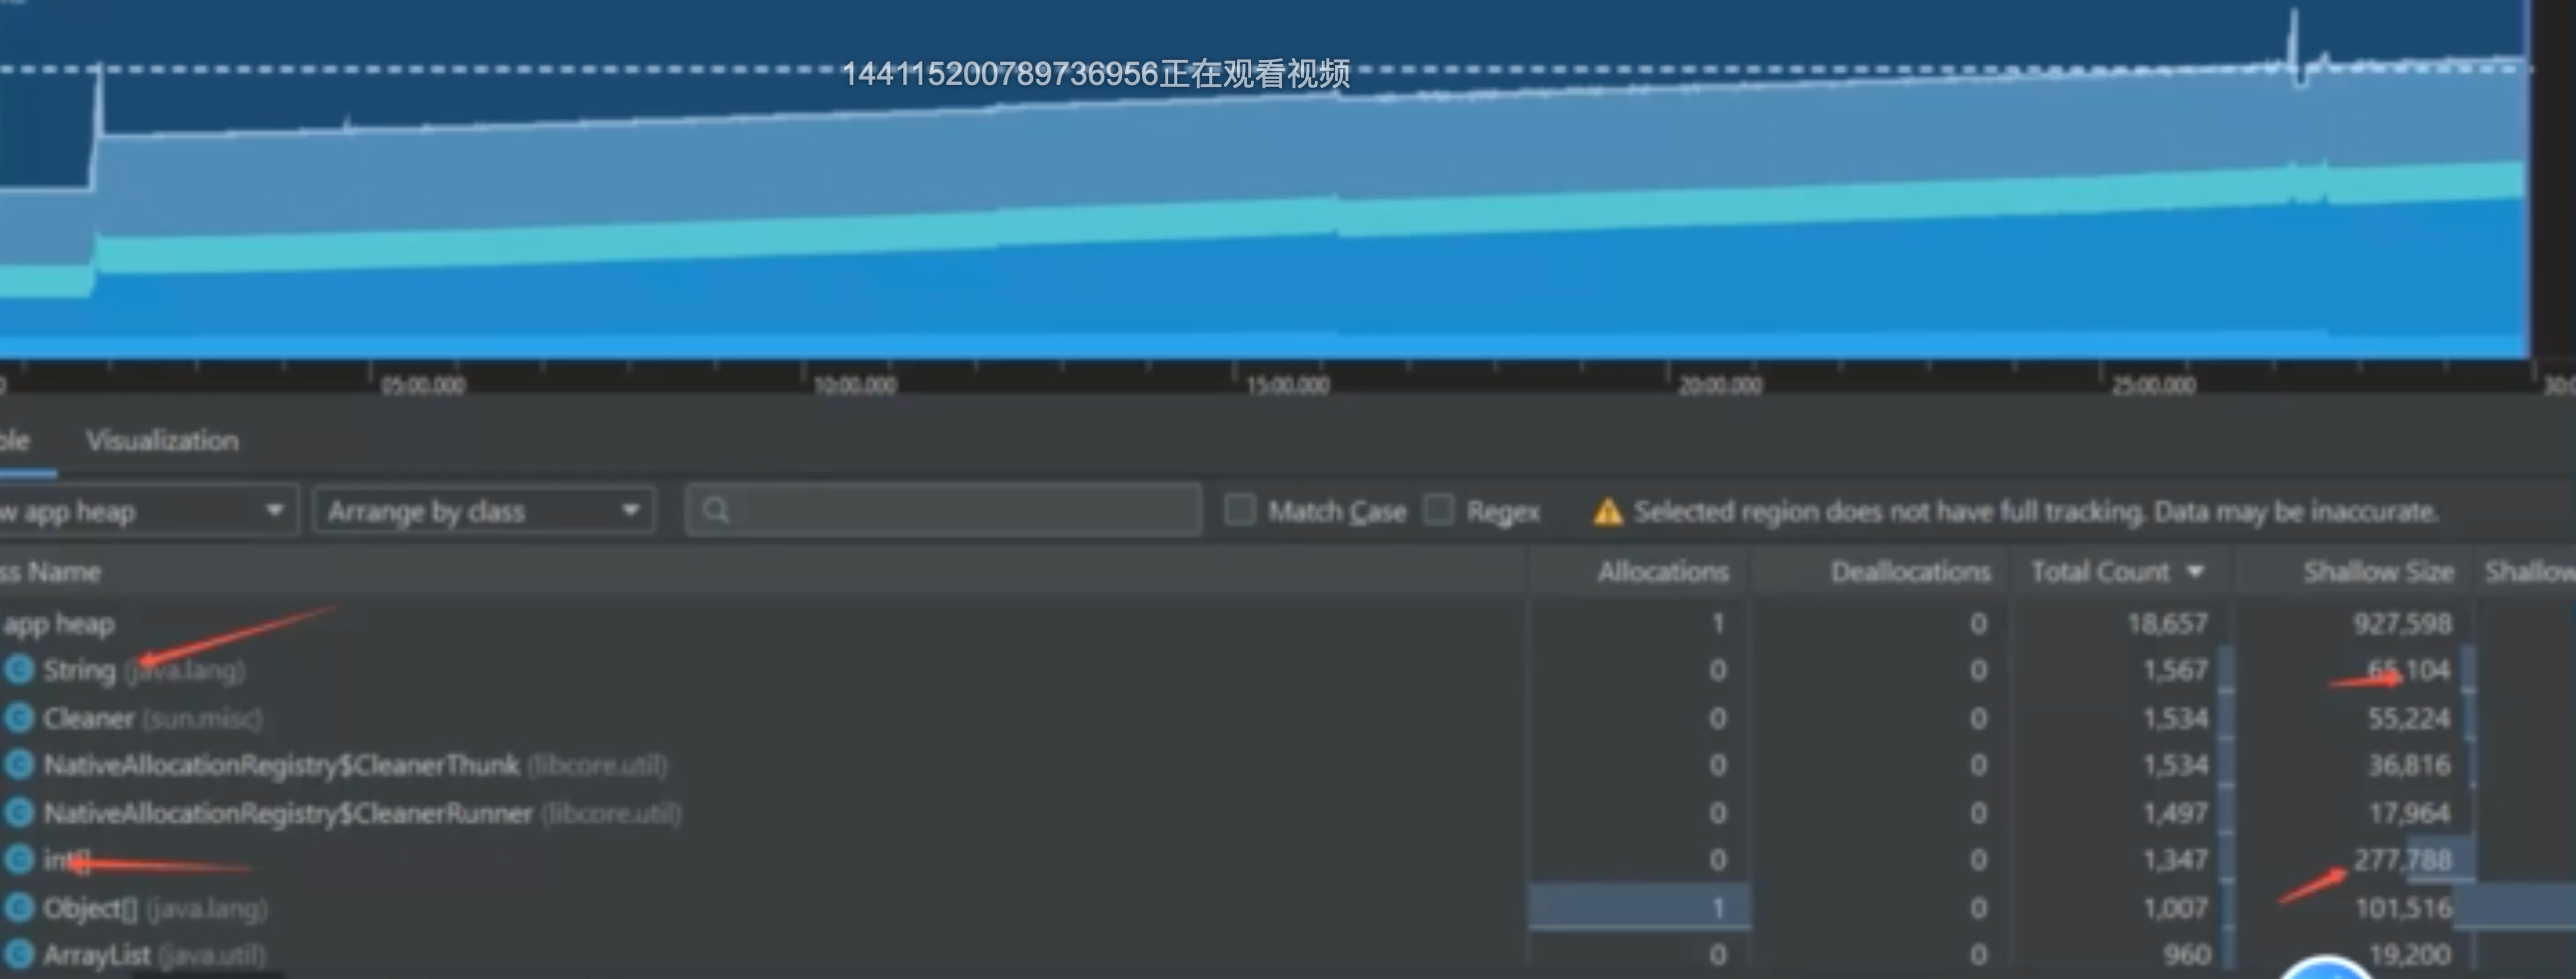 144115200789736956正在观看视频
05:00.000 10:00.000 15:00.000 20:00.000 25:00.000
Visualization
app heap Arrange by class Match Case Regex Selected region does not have full tracking. Data may be inaccurate.
Name Allocations Deallocations Total Count Shallow Size Shallow
app heap 1 0 18,657 927,598
String (java.lang) 0 0 1,567 65,104
Cleaner (sun.misc) 0 0 1,534 55,224
NativeAllocationRegistry$CleanerThunk (libcore.util) 0 0 1,534 36,816
NativeAllocationRegistry$CleanerRunner (libcore.util) 0 0 1,497 17,964
int[] 0 0 1,347 277,788
Object[] (java.lang) 1 0 1,007 101,516
ArrayList (java.util) 0 0 960 19,200